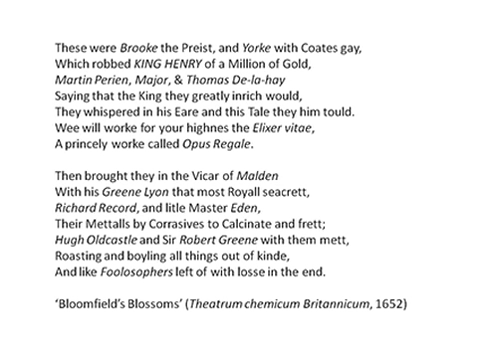 These were Brooke the Preist, and Yorke with Coates gay,
Which robbed KING HENRY of a Million of Gold,
Martin Perien, Major, & Thomas De-la-hay
Saying that the King they greatly inrich would,
They whispered in his Eare and this Tale they him tould.
Wee will worke for your highnes the Elixer vitae,
A princely worke called Opus Regale.
Then brought they in the Vicar of Malden
With his Greene Lyon that most Royall seacrett,
Richard Record, and litle Master Eden,
Their Mettalls by Corrasives to Calcinate and frett;
Hugh Oldcastle and Sir Robert Greene with them mett,
Roasting and boyling all things out of kinde,
And like Foolosophers left of with losse in the end.
‘Bloomfield’s Blossoms’ (Theatrum chemicum Britannicum, 1652)